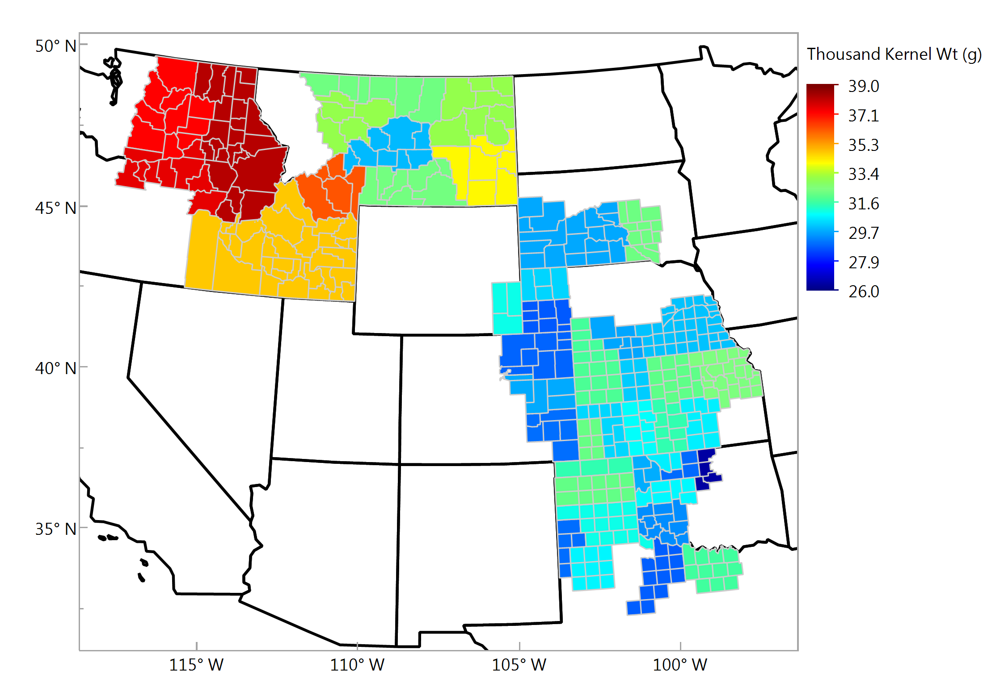 50° N
45° N
40° N
35° N
115° W
110° W
105° W
100° W
Thousand Kernel Wt (g)
39.0
37.1
35.3
33.4
31.6
29.7
27.9
26.0